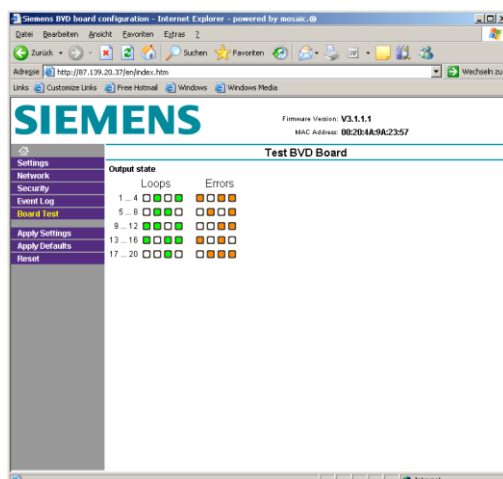 Siemens BVD board configuration - Internet Explorer - powered by mosaic.@
Datei Bearbeiten Ansicht Favoriten Extras ?
Zurück Suchen Favoriten
Adresse http://87.139.20.37/en/index.htm Wechseln zu
Links Customize Links Free Hotmail Windows Windows Media
SIEMENS
Firmware Version: V3.1.1.1
MAC Address: 00:20:4A:9A:23:57
Test BVD Board
Settings
Network
Security
Event Log
Board Test
Apply Settings
Apply Defaults
Reset
Output state
Loops Errors
1 ... 4
5 ... 8
9 ... 12
13 ... 16
17 ... 20